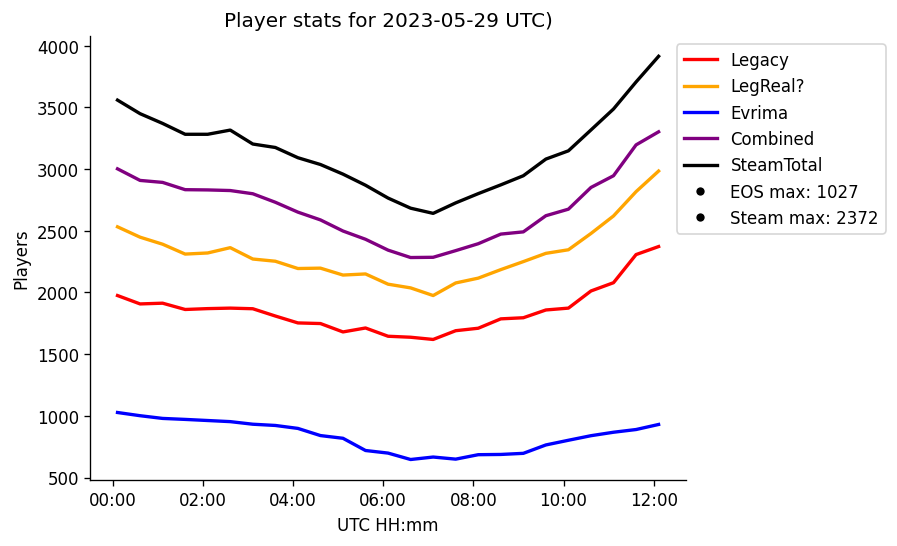 Player stats for 2023-05-29 UTC)
4000
3500
3000
2500
2000
1500
1000
500
Players
00:00 02:00 04:00 06:00 08:00 10:00 12:00
UTC HH:mm
Legacy
LegReal?
Evrima
Combined
SteamTotal
EOS max: 1027
Steam max: 2372